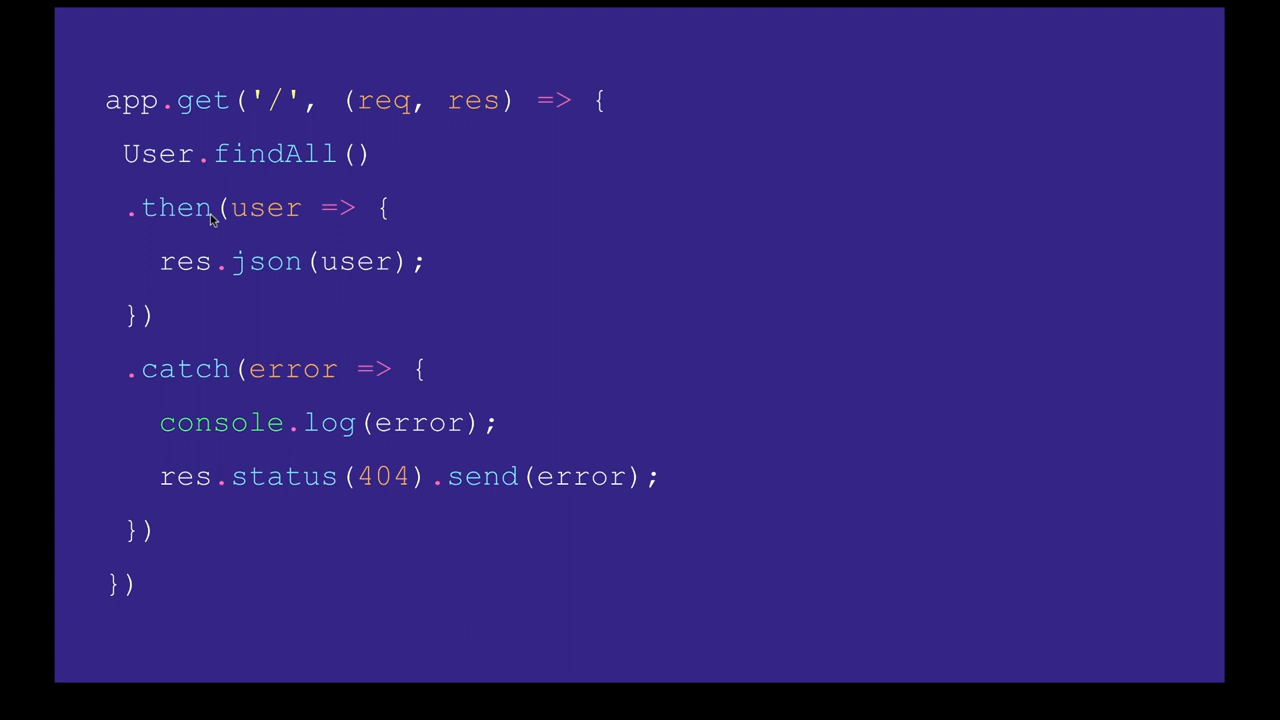 app.get('/', (req, res) => {
User.findAll()
.then(user => {
res.json(user);
})
.catch(error => {
console.log(error);
res.status(404).send(error);
})
})